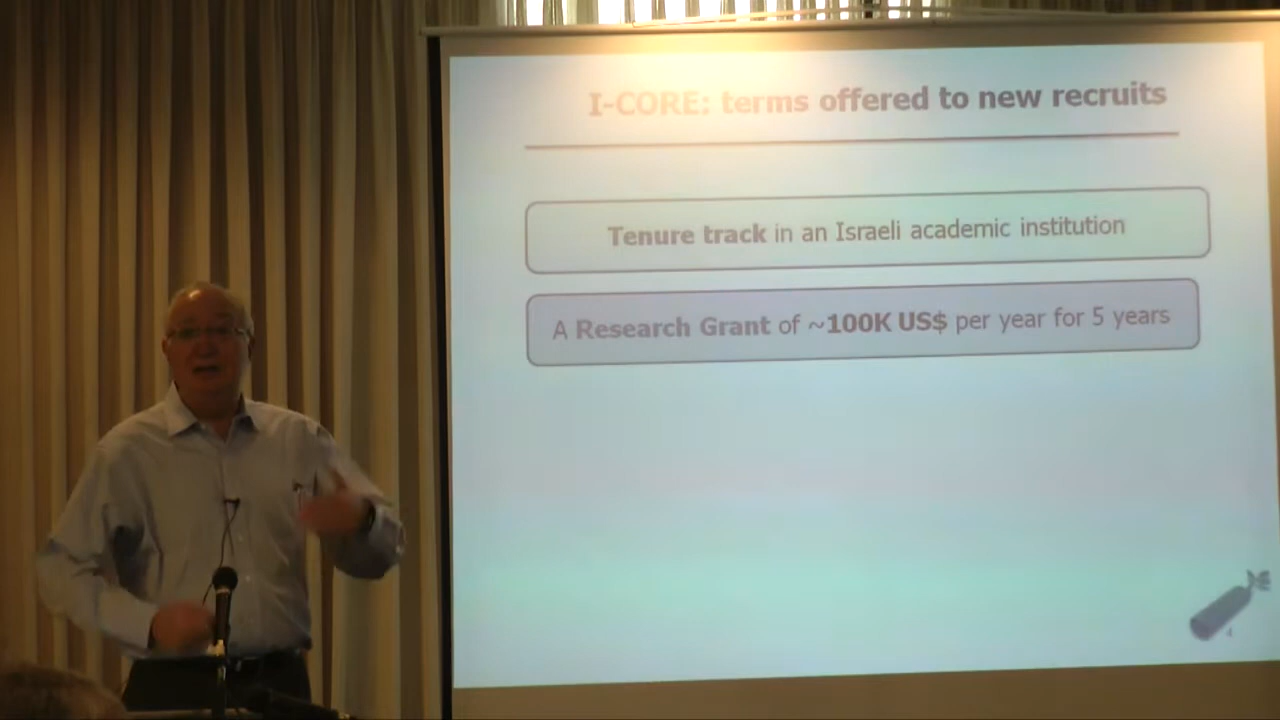 I-CORE: terms offered to new recruits
Tenure track in an Israeli academic institution
A Research Grant of ~100K US$ per year for 5 years
4